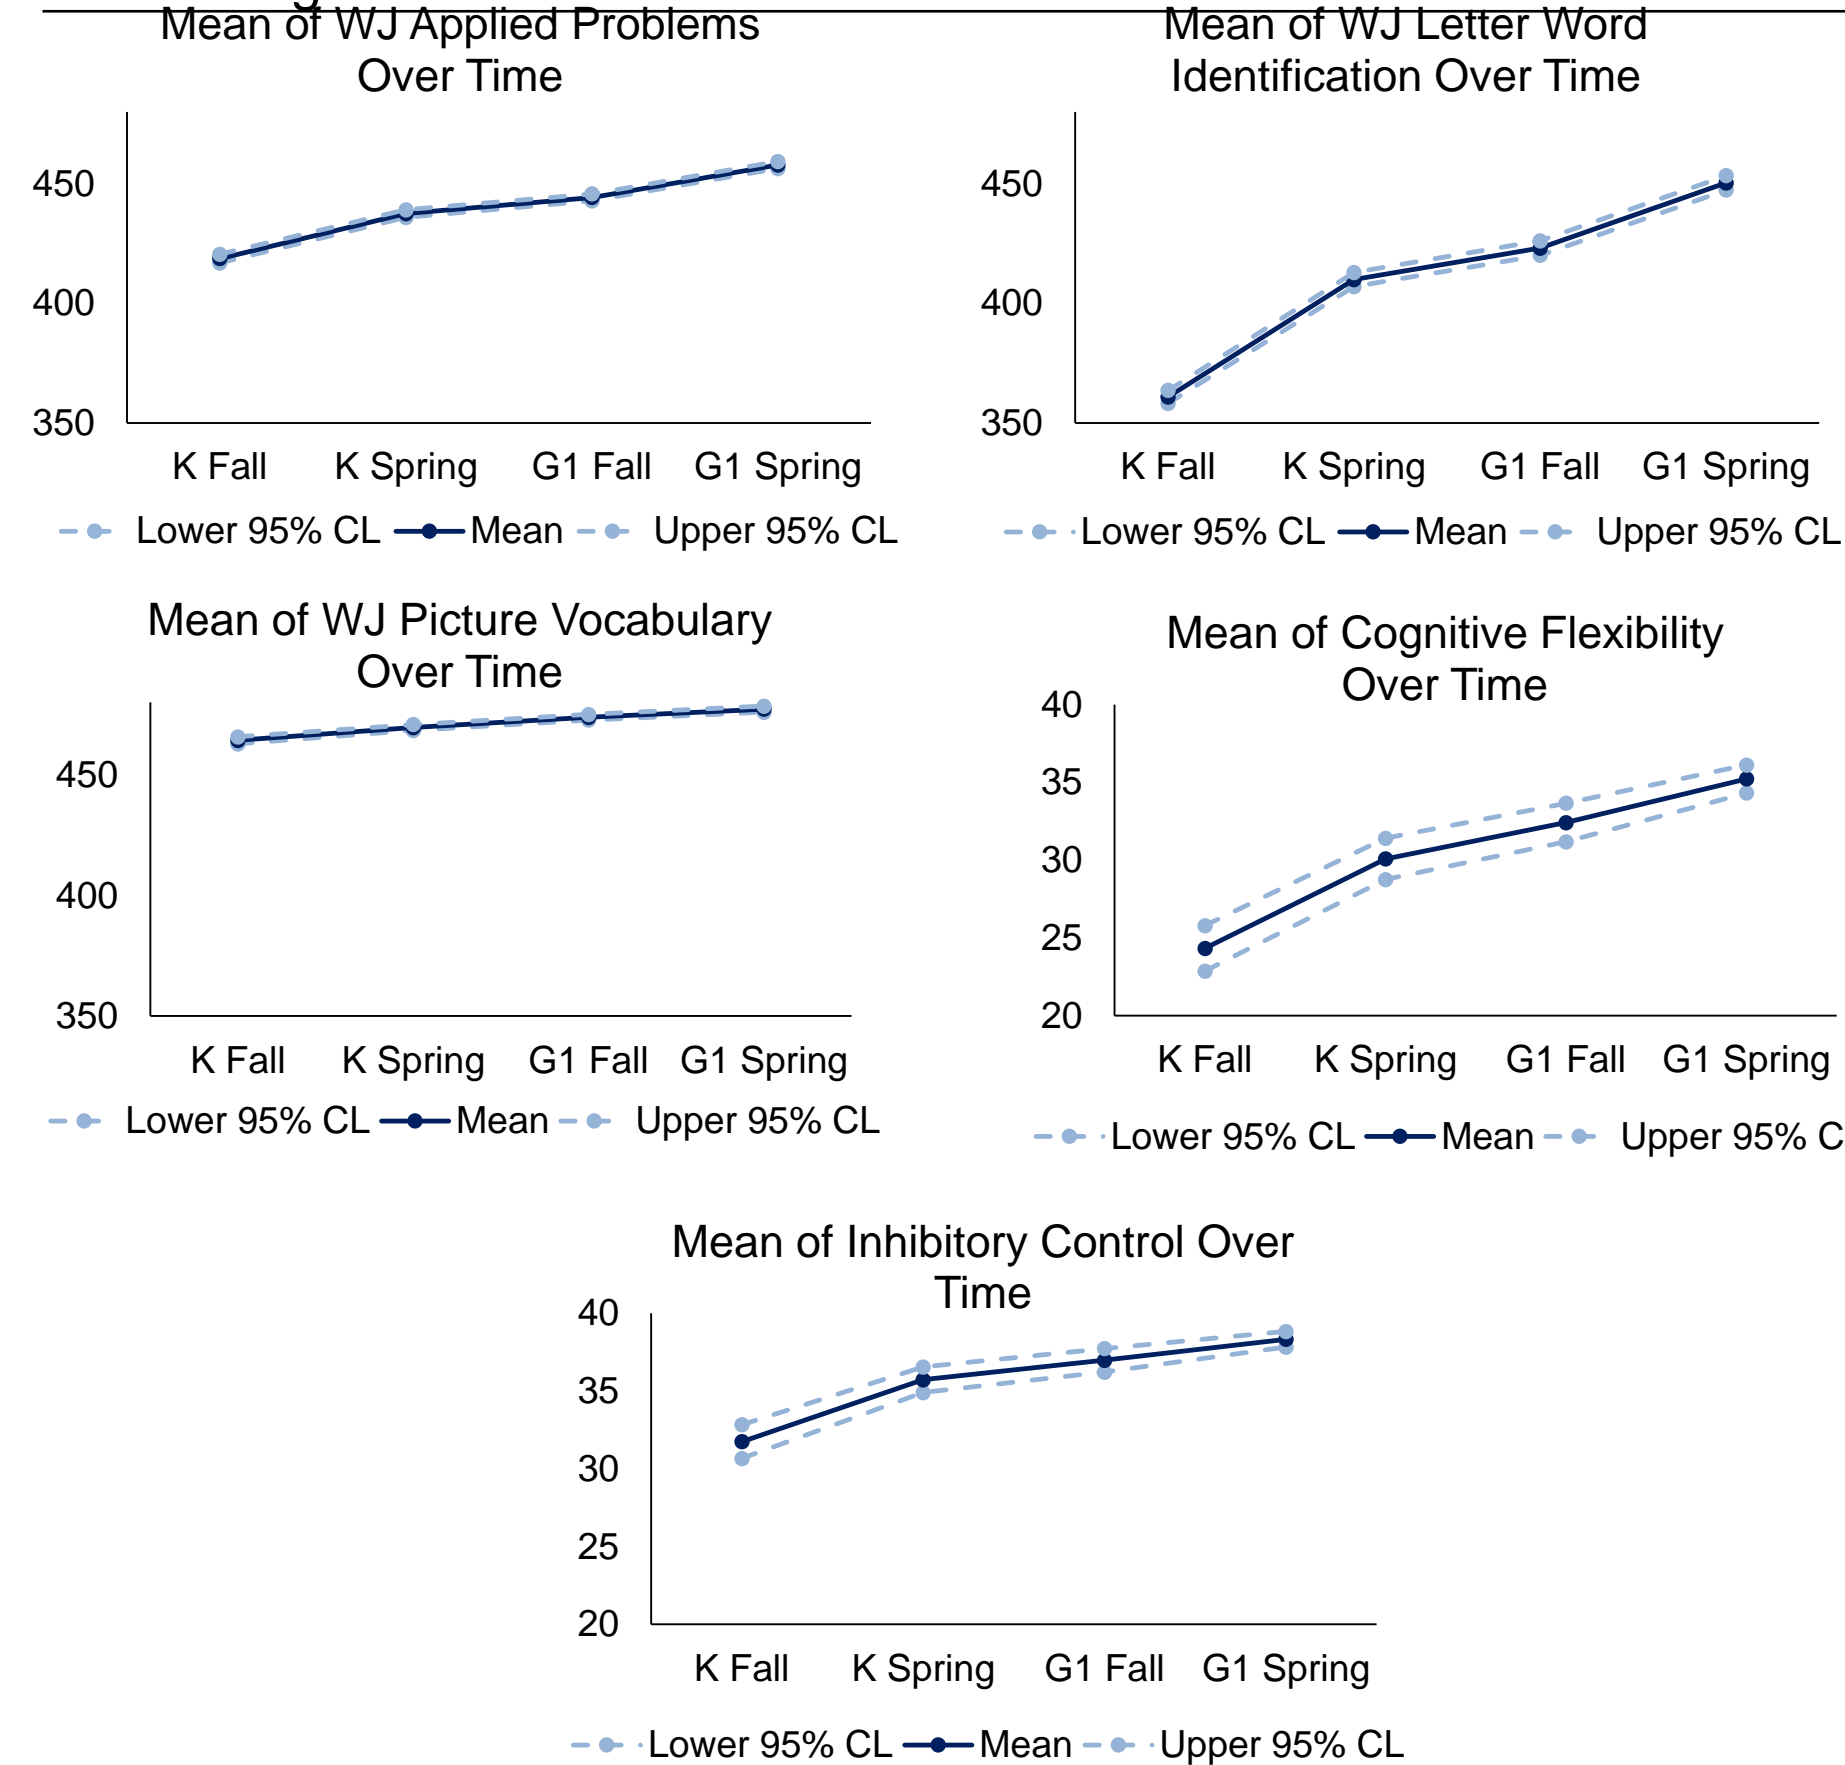 Mean of WJ Applied Problems
Over Time
450
400
350
K Fall K Spring G1 Fall G1 Spring
Lower 95% CL Mean Upper 95% CL
Mean of WJ Letter Word
Identification Over Time
450
400
350
K Fall K Spring G1 Fall G1 Spring
Lower 95% CL Mean Upper 95% CL
Mean of WJ Picture Vocabulary
Over Time
450
400
350
K Fall K Spring G1 Fall G1 Spring
Lower 95% CL Mean Upper 95% CL
Mean of Cognitive Flexibility
Over Time
40
35
30
25
20
K Fall K Spring G1 Fall G1 Spring
Lower 95% CL Mean Upper 95% C
Mean of Inhibitory Control Over
Time
40
35
30
25
20
K Fall K Spring G1 Fall G1 Spring
Lower 95% CL Mean Upper 95% CL